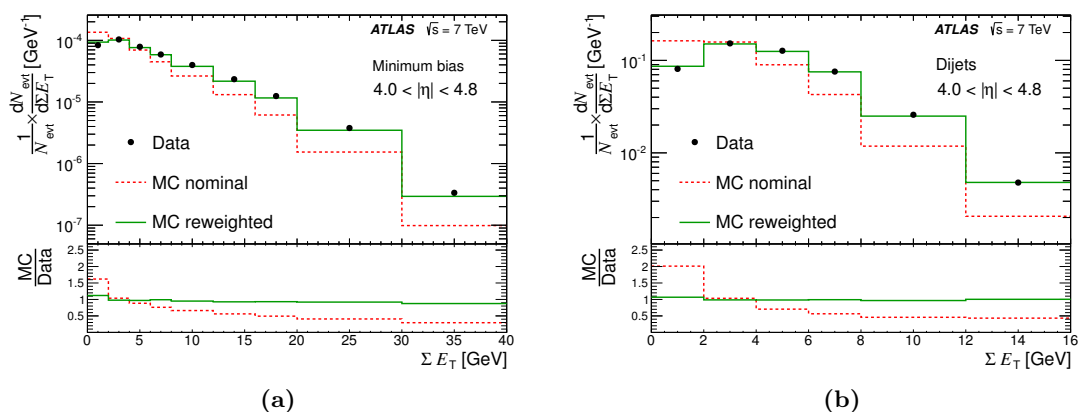 ATLAS √s = 7 TeV
Minimum bias
4.0 < |η| < 4.8
1/N_evt × dN_evt/dΣE_T [GeV⁻¹]
10⁻⁴
10⁻⁵
10⁻⁶
10⁻⁷
Data
MC nominal
MC reweighted
MC/Data
2.5
2
1.5
1
0.5
0 5 10 15 20 25 30 35 40
Σ E_T [GeV]
(a)
ATLAS √s = 7 TeV
Dijets
4.0 < |η| < 4.8
1/N_evt × dN_evt/dΣE_T [GeV⁻¹]
10⁻¹
10⁻²
Data
MC nominal
MC reweighted
MC/Data
2.5
2
1.5
1
0.5
0 2 4 6 8 10 12 14 16
Σ E_T [GeV]
(b)